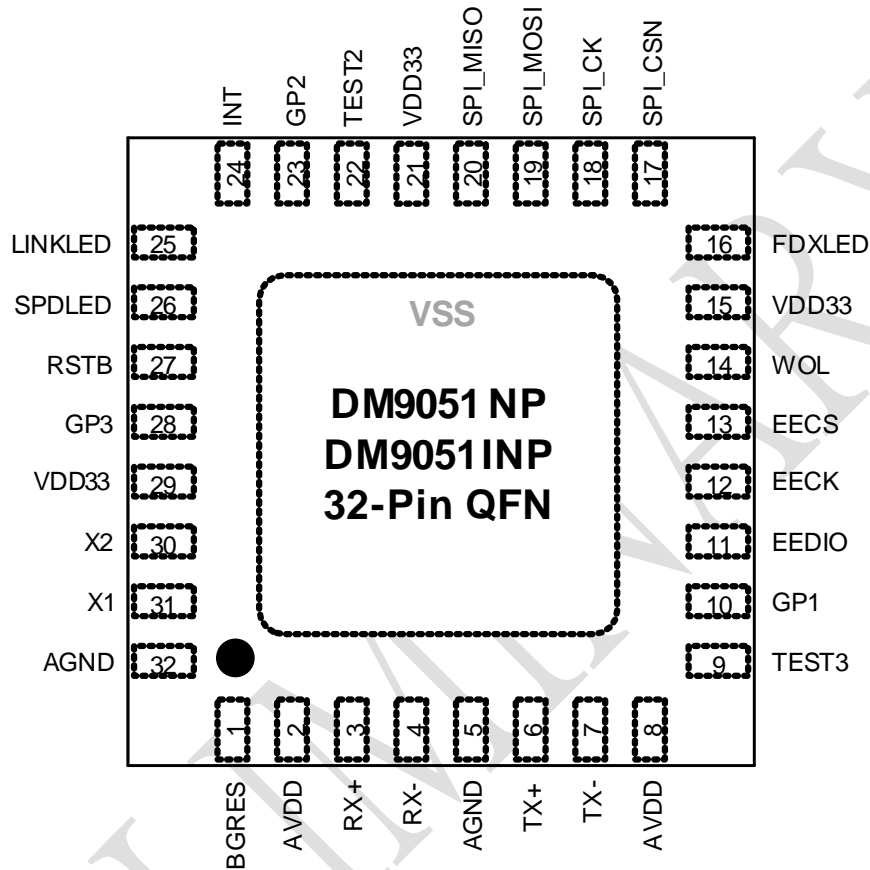 INT
GP2
TEST2
VDD33
SPI_MISO
SPI_MOSI
SPI_CK
SPI_CSN
24
23
22
21
20
19
18
17
LINKLED 25
SPDLED 26
RSTB 27
GP3 28
VDD33 29
X2 30
X1 31
AGND 32
VSS
DM9051NP
DM9051INP
32-Pin QFN
16 FDXLED
15 VDD33
14 WOL
13 EECS
12 EECK
11 EEDIO
10 GP1
9 TEST3
1
2
3
4
5
6
7
8
BGRES
AVDD
RX+
RX-
AGND
TX+
TX-
AVDD